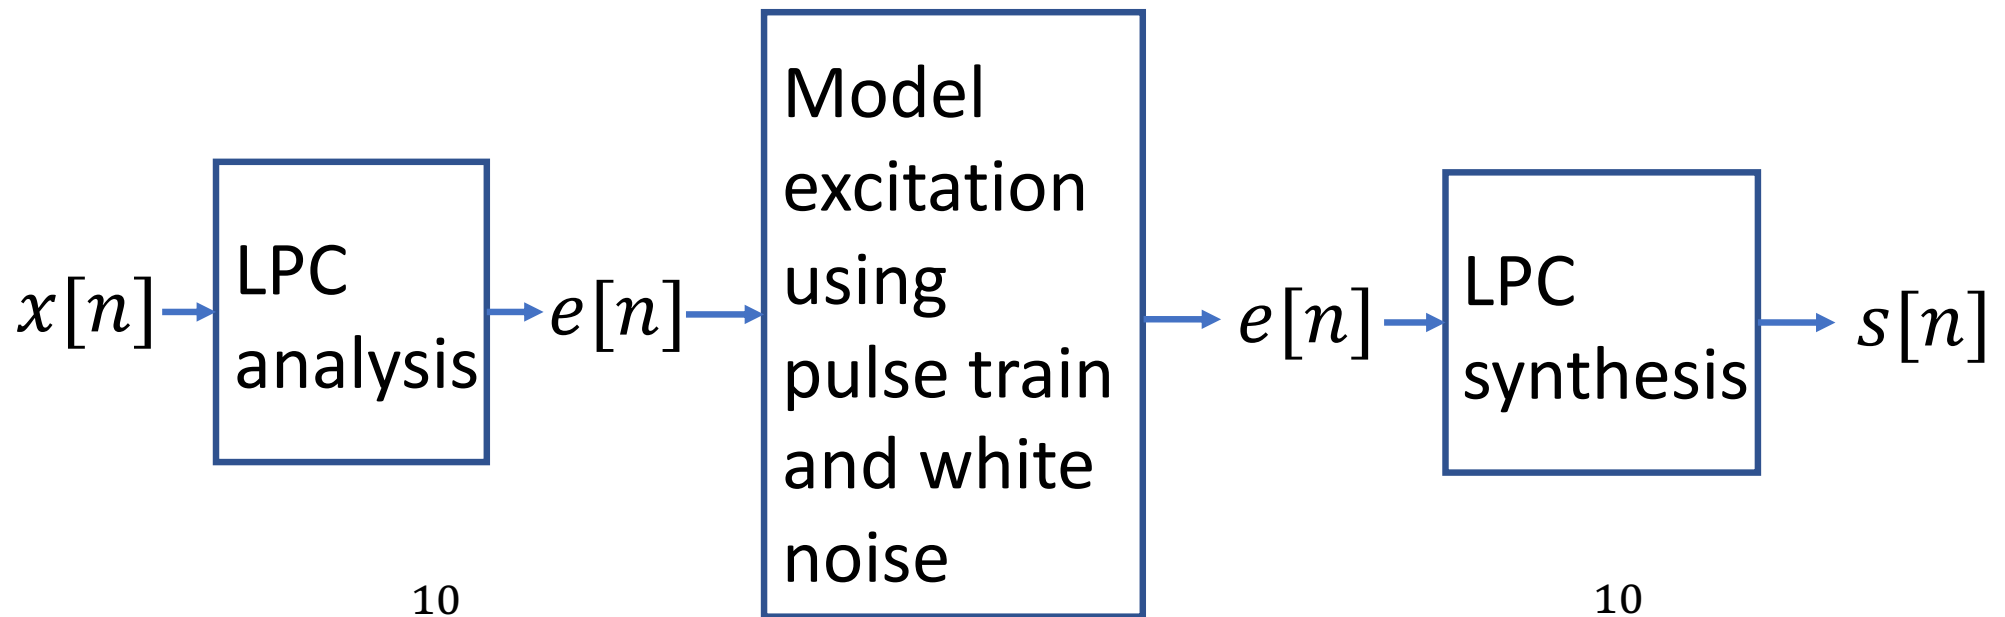 x[n]
LPC
analysis
e[n]
Model
excitation
using
pulse train
and white
noise
e[n]
LPC
synthesis
s[n]
10
10